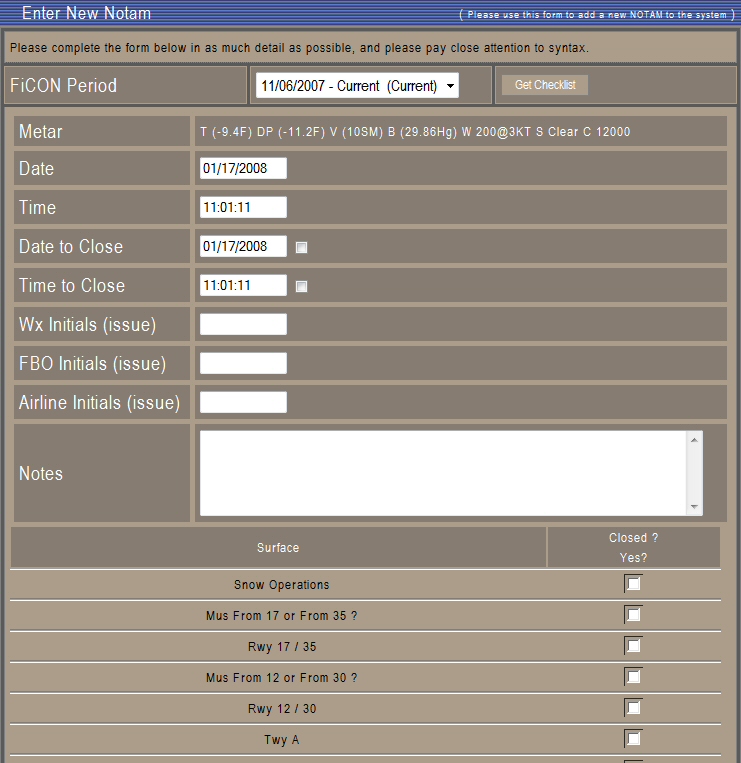 Enter New Notam ( Please use this form to add a new NOTAM to the system )
Please complete the form below in as much detail as possible, and please pay close attention to syntax.
FiCON Period 11/06/2007 - Current (Current) Get Checklist
Metar T (-9.4F) DP (-11.2F) V (10SM) B (29.86Hg) W 200@3KT S Clear C 12000
Date 01/17/2008
Time 11:01:11
Date to Close 01/17/2008
Time to Close 11:01:11
Wx Initials (issue)
FBO Initials (issue)
Airline Initials (issue)
Notes
Surface Closed ?
Yes?
Snow Operations
Mus From 17 or From 35 ?
Rwy 17 / 35
Mus From 12 or From 30 ?
Rwy 12 / 30
Twy A